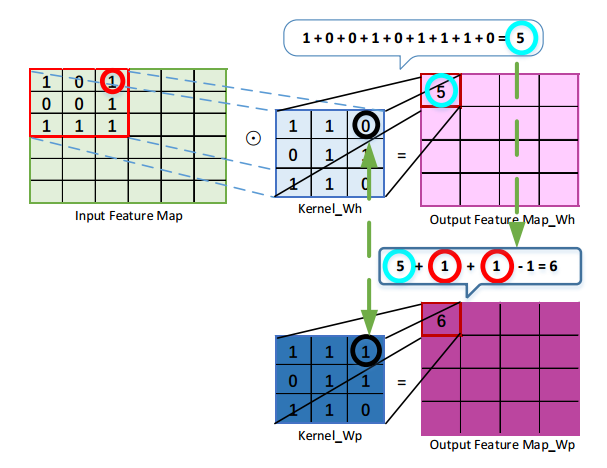 1+0+0+1+0+1+1+1+0=5
1 0 1
0 0 1
1 1 1
Input Feature Map
⊙
1 1 0
0 1 1
1 1 0
Kernel_Wh
=
5
Output Feature Map_Wh
5 + 1 + 1 - 1 = 6
1 1 1
0 1 1
1 1 0
Kernel_Wp
=
6
Output Feature Map_Wp